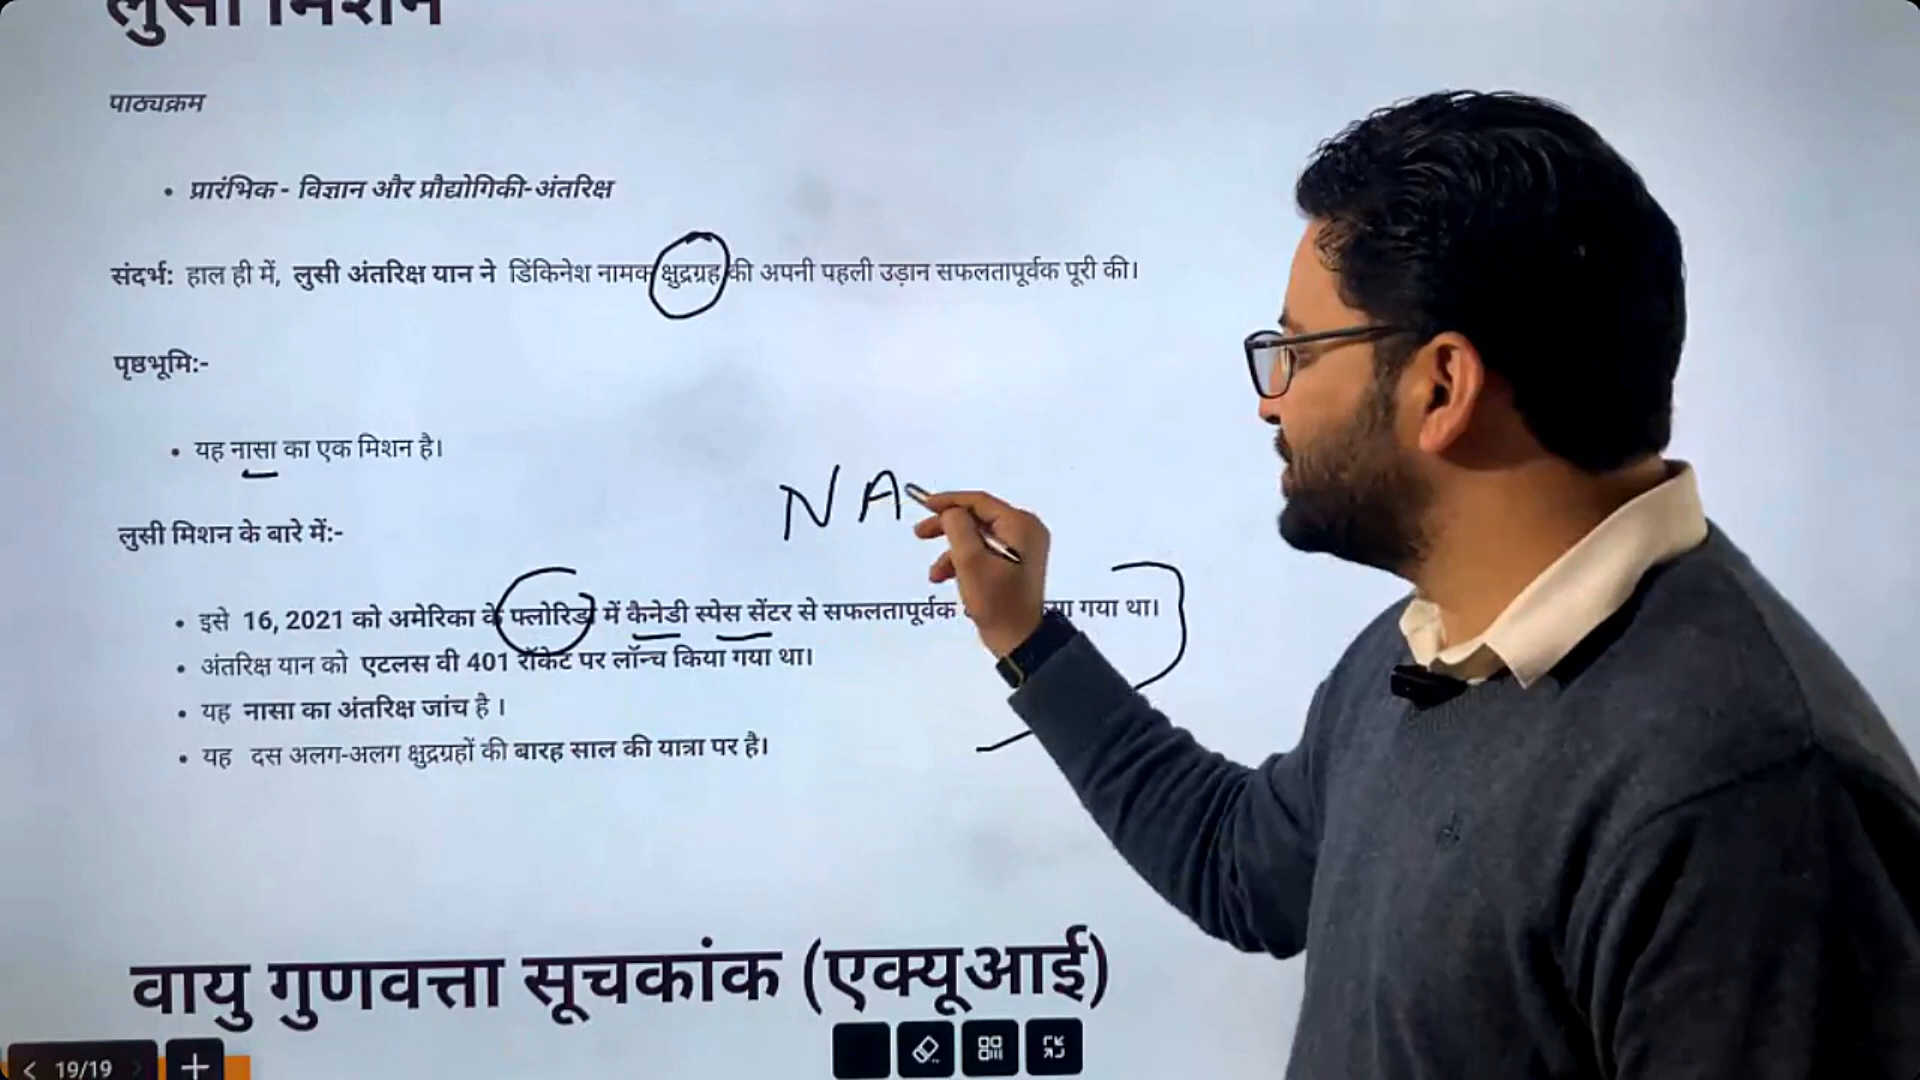 लुसी मिशन
पाठ्यक्रम
• प्रारंभिक - विज्ञान और प्रौद्योगिकी-अंतरिक्ष
संदर्भ: हाल ही में, लुसी अंतरिक्ष यान ने डिंकिनेश नामक क्षुद्रग्रह की अपनी पहली उड़ान सफलतापूर्वक पूरी की।
पृष्ठभूमि:-
• यह नासा का एक मिशन है।
NA
लुसी मिशन के बारे में:-
• इसे 16, 2021 को अमेरिका के फ्लोरिडा में कैनेडी स्पेस सेंटर से सफलतापूर्वक गया था।
• अंतरिक्ष यान को एटलस वी 401 रॉकेट पर लॉन्च किया गया था।
• यह नासा का अंतरिक्ष जांच है ।
• यह दस अलग-अलग क्षुद्रग्रहों की बारह साल की यात्रा पर है।
वायु गुणवत्ता सूचकांक (एक्यूआई)
< 19/19 > +